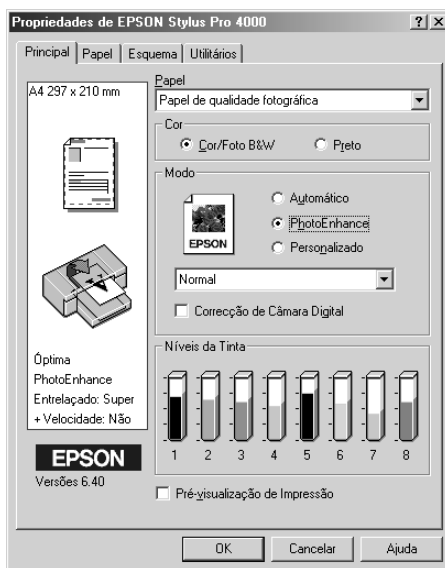 Propriedades de EPSON Stylus Pro 4000
Principal
Papel
Esquema
Utilitários
A4 297 x 210 mm
Óptima
PhotoEnhance
Entrelaçado: Super
+ Velocidade: Não
EPSON
Versões 6.40
Papel
Papel de qualidade fotográfica
Cor
Cor/Foto B&W
Preto
Modo
EPSON
Automático
PhotoEnhance
Personalizado
Normal
Correcção de Câmara Digital
Níveis da Tinta
1 2 3 4 5 6 7 8
Pré-visualização de Impressão
OK
Cancelar
Ajuda